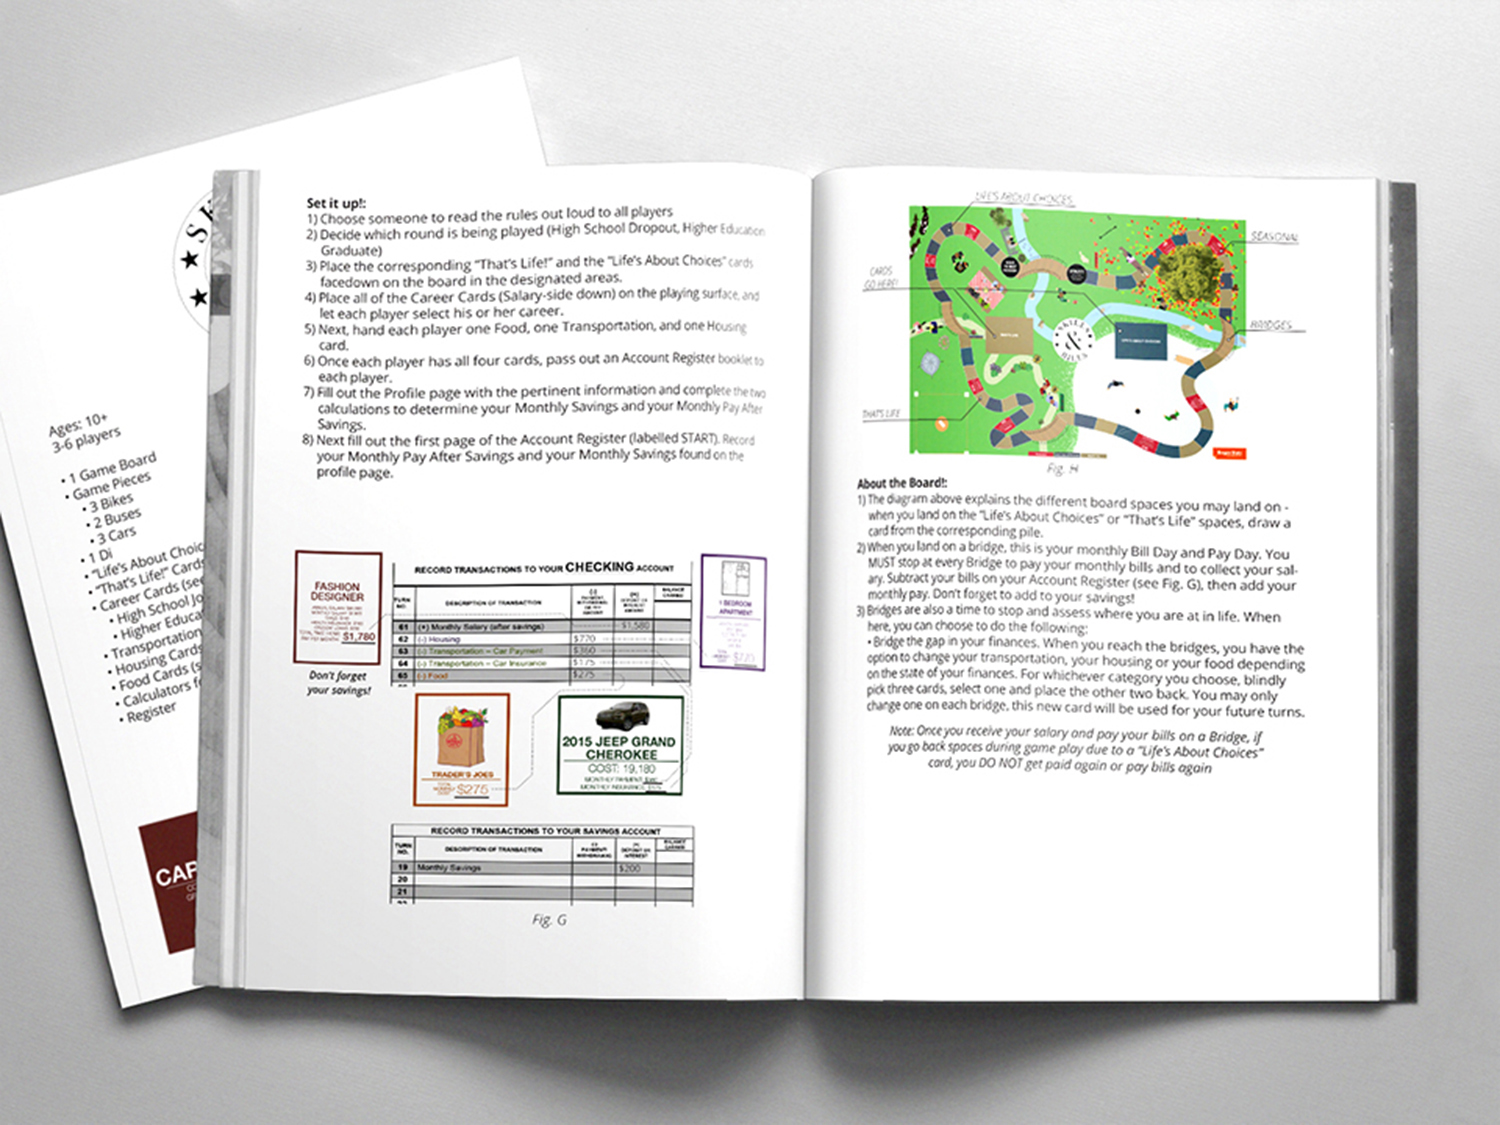 Ages: 10+
3-6 players
• 1 Game Board
• Game Pieces
• 3 Bikes
• 2 Buses
• 3 Cars
• 1 Di
• "Life's About Choic
• "That's Life!" Cards
• Career Cards (see
• High School Jo
• Higher Educa
• Transportation
• Housing Cards
• Food Cards (s
• Calculators f
• Register
CAR
Set it up!:
1) Choose someone to read the rules out loud to all players
2) Decide which round is being played (High School Dropout, Higher Education
Graduate)
3) Place the corresponding "That's Life!" and the "Life's About Choices" cards
facedown on the board in the designated areas.
4) Place all of the Career Cards (Salary-side down) on the playing surface, and
let each player select his or her career.
5) Next, hand each player one Food, one Transportation, and one Housing
card.
6) Once each player has all four cards, pass out an Account Register booklet to
each player.
7) Fill out the Profile page with the pertinent information and complete the two
calculations to determine your Monthly Savings and your Monthly Pay After
Savings.
8) Next fill out the first page of the Account Register (labelled START). Record
your Monthly Pay After Savings and your Monthly Savings found on the
profile page.
FASHION
DESIGNER
$1,780
Don't forget
your savings!
RECORD TRANSACTIONS TO YOUR CHECKING ACCOUNT
TURN NO. DESCRIPTION OF TRANSACTION
61 (+) Monthly Salary (after savings) $1,580
62 (-) Housing $770
63 (-) Transportation – Car Payment $360
64 (-) Transportation – Car Insurance $175
65 (-) Food $275
1 BEDROOM
APARTMENT
TRADER'S JOES
$275
2015 JEEP GRAND
CHEROKEE
COST: 19,180
MONTHLY PAYMENT:
MONTHLY INSURANCE:
RECORD TRANSACTIONS TO YOUR SAVINGS ACCOUNT
TURN NO. DESCRIPTION OF TRANSACTION
19 Monthly Savings $200
20
21
Fig. G
LIFE'S ABOUT CHOICES
SEASONAL
CARDS
GO HERE!
BRIDGES
SKILLS & BILLS
THAT'S LIFE
Fig. H
About the Board!:
1) The diagram above explains the different board spaces you may land on -
when you land on the "Life's About Choices" or "That's Life" spaces, draw a
card from the corresponding pile.
2) When you land on a bridge, this is your monthly Bill Day and Pay Day. You
MUST stop at every Bridge to pay your monthly bills and to collect your sal-
ary. Subtract your bills on your Account Register (see Fig. G), then add your
monthly pay. Don't forget to add to your savings!
3) Bridges are also a time to stop and assess where you are at in life. When
here, you can choose to do the following:
• Bridge the gap in your finances. When you reach the bridges, you have the
option to change your transportation, your housing or your food depending
on the state of your finances. For whichever category you choose, blindly
pick three cards, select one and place the other two back. You may only
change one on each bridge, this new card will be used for your future turns.
Note: Once you receive your salary and pay your bills on a Bridge, if
you go back spaces during game play due to a "Life's About Choices"
card, you DO NOT get paid again or pay bills again